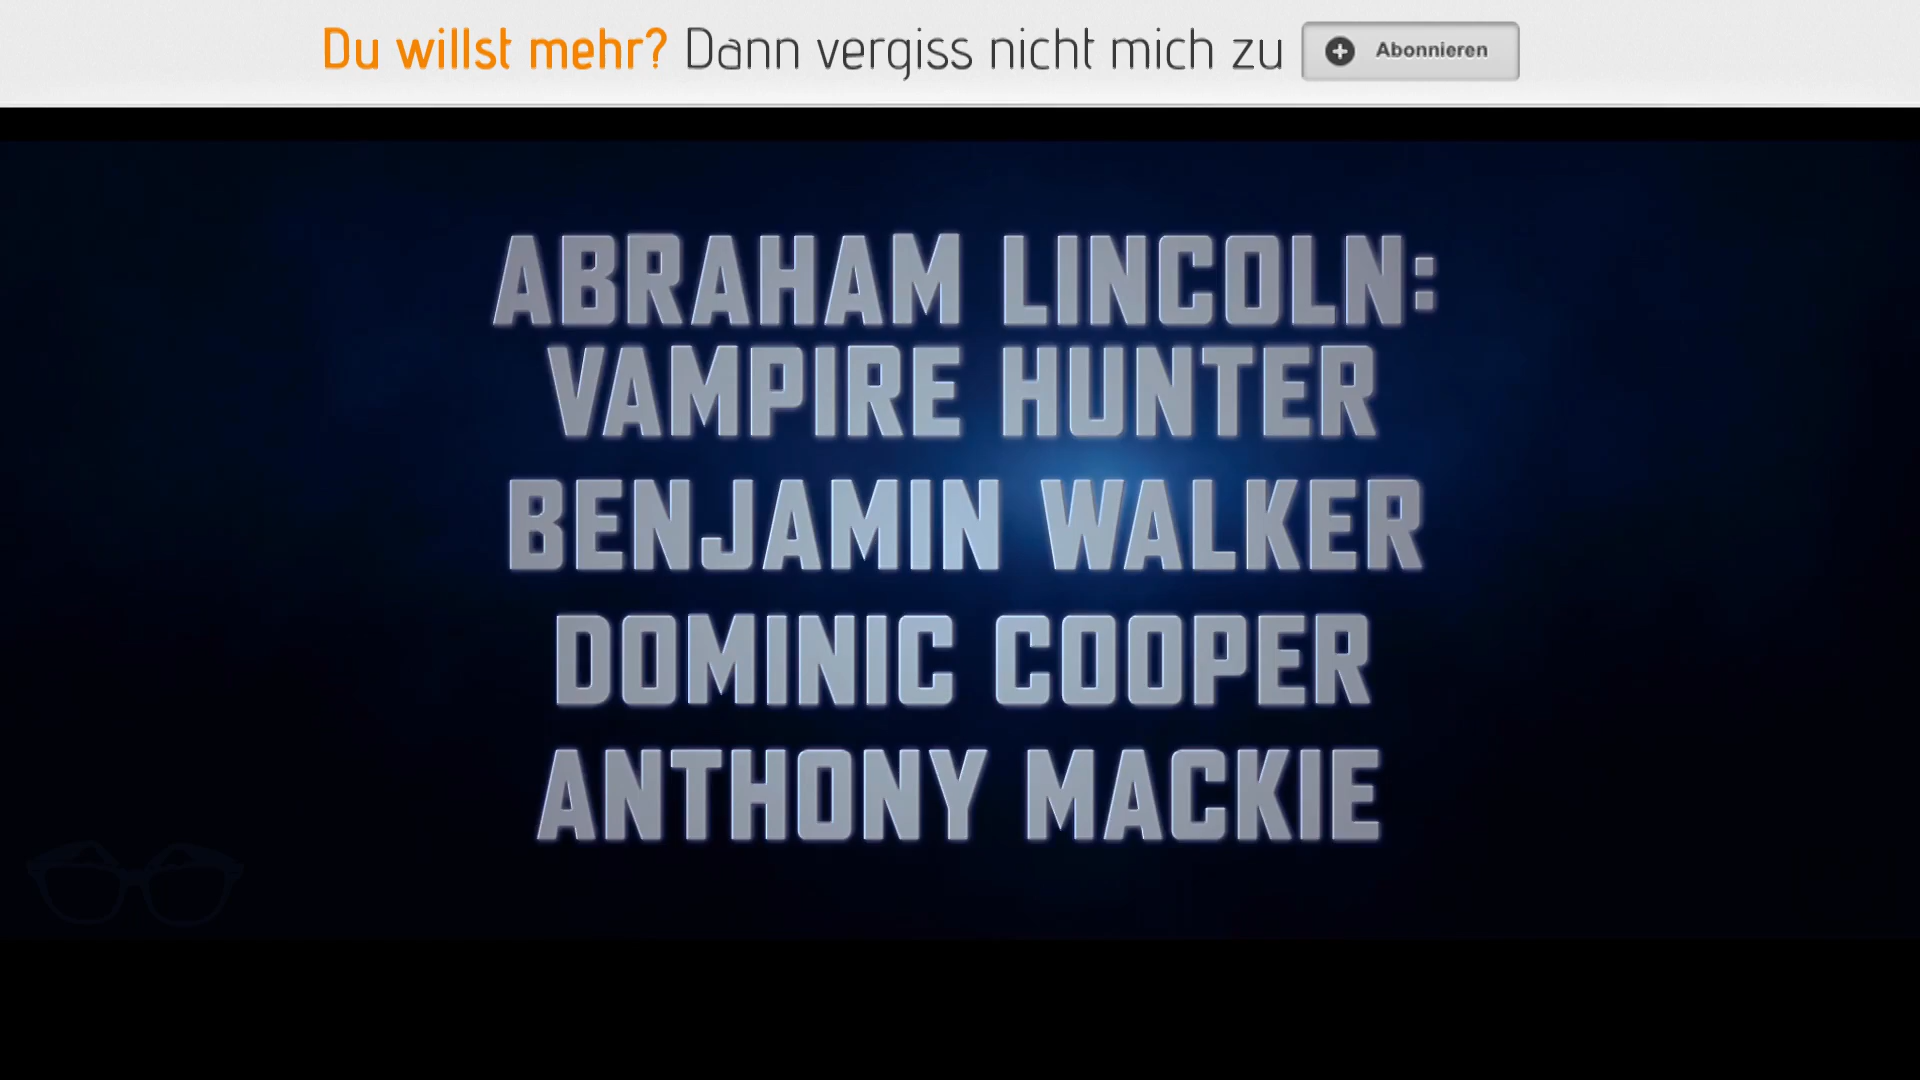 Du willst mehr? Dann vergiss nicht mich zu Abonnieren
ABRAHAM LINCOLN:
VAMPIRE HUNTER
BENJAMIN WALKER
DOMINIC COOPER
ANTHONY MACKIE